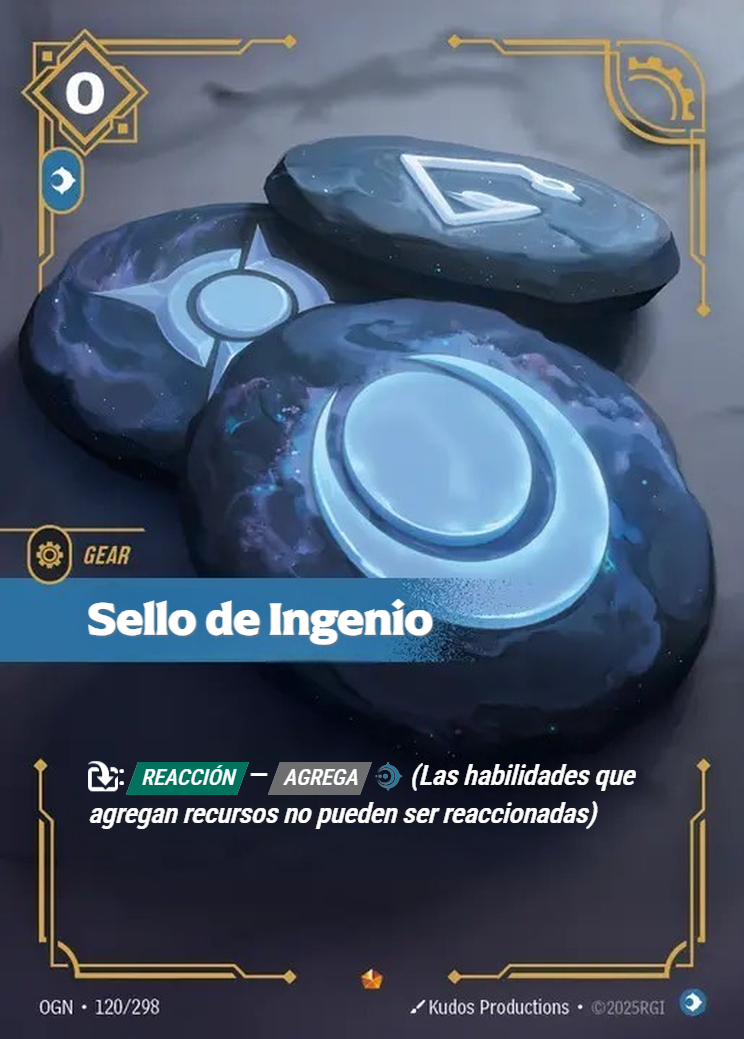 0
GEAR
Sello de Ingenio
: REACCIÓN — AGREGA (Las habilidades que
agregan recursos no pueden ser reaccionadas)
OGN • 120/298
Kudos Productions • ©2025RGI